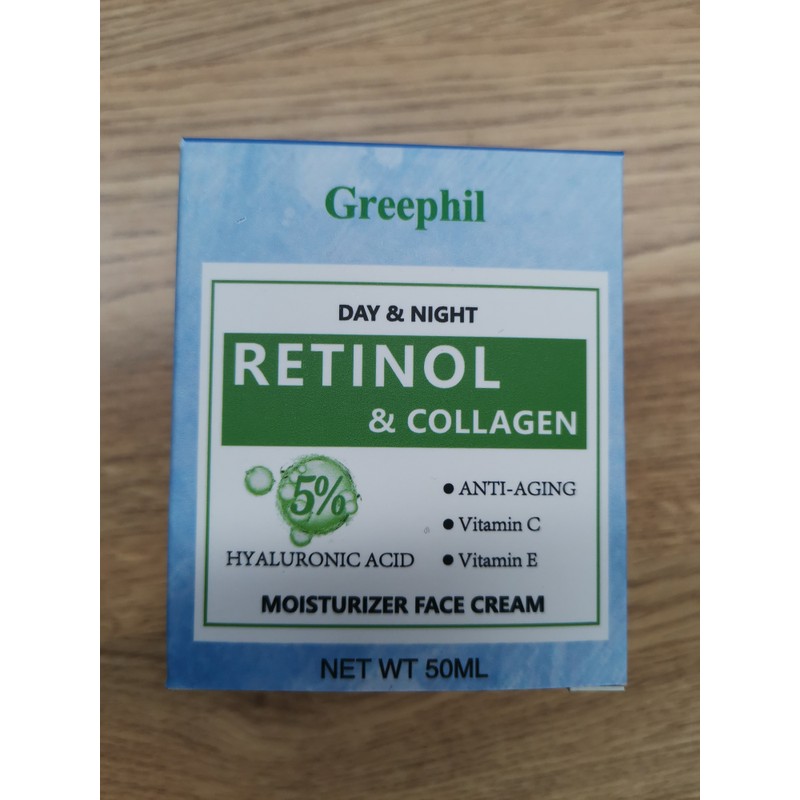 Greephil
DAY & NIGHT
RETINOL
& COLLAGEN
5%
HYALURONIC ACID
• ANTI-AGING
• Vitamin C
• Vitamin E
MOISTURIZER FACE CREAM
NET WT 50ML